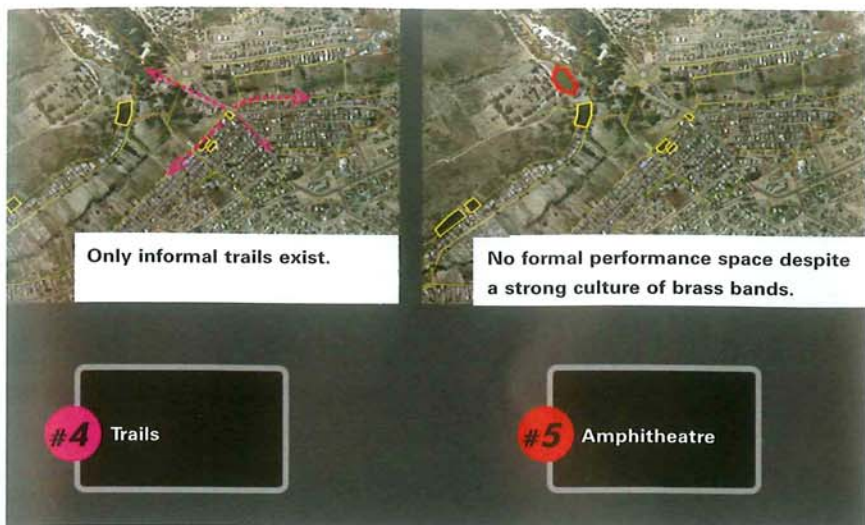 Only informal trails exist.
No formal performance space despite
a strong culture of brass bands.
#4 Trails
#5 Amphitheatre